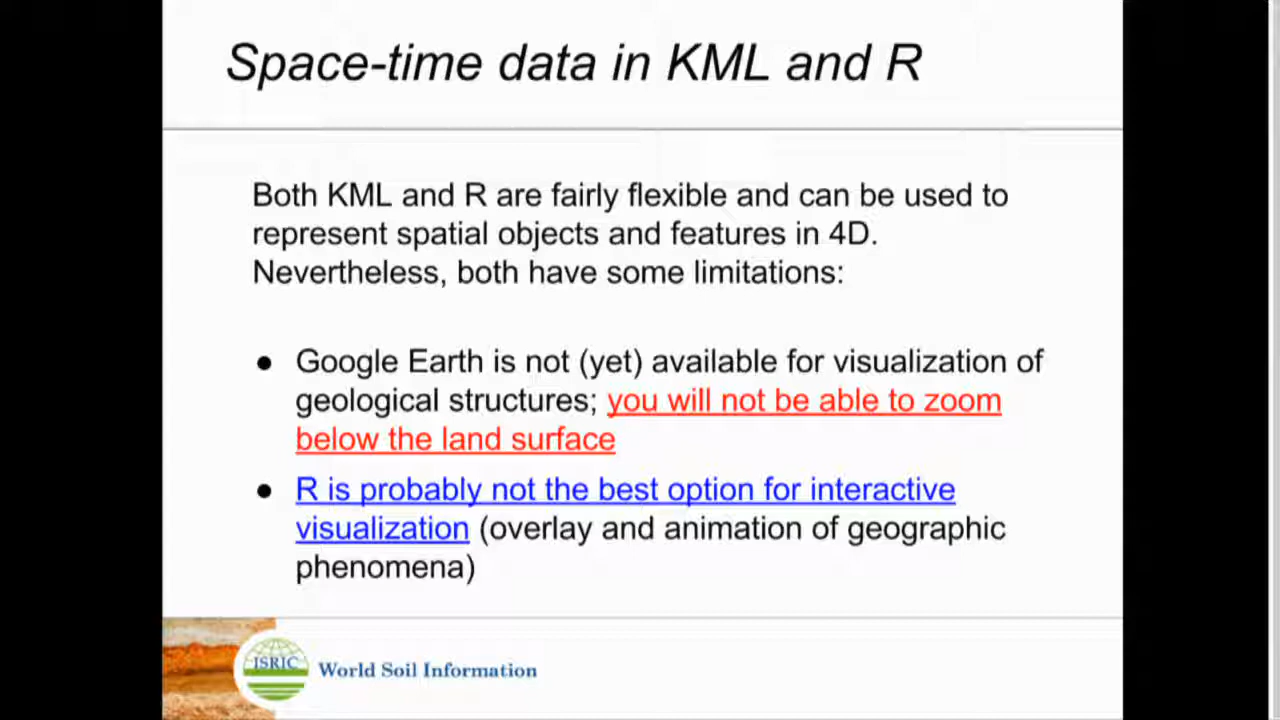 Space-time data in KML and R
Both KML and R are fairly flexible and can be used to
represent spatial objects and features in 4D.
Nevertheless, both have some limitations:
● Google Earth is not (yet) available for visualization of
geological structures; you will not be able to zoom
below the land surface
● R is probably not the best option for interactive
visualization (overlay and animation of geographic
phenomena)
ISRIC
World Soil Information